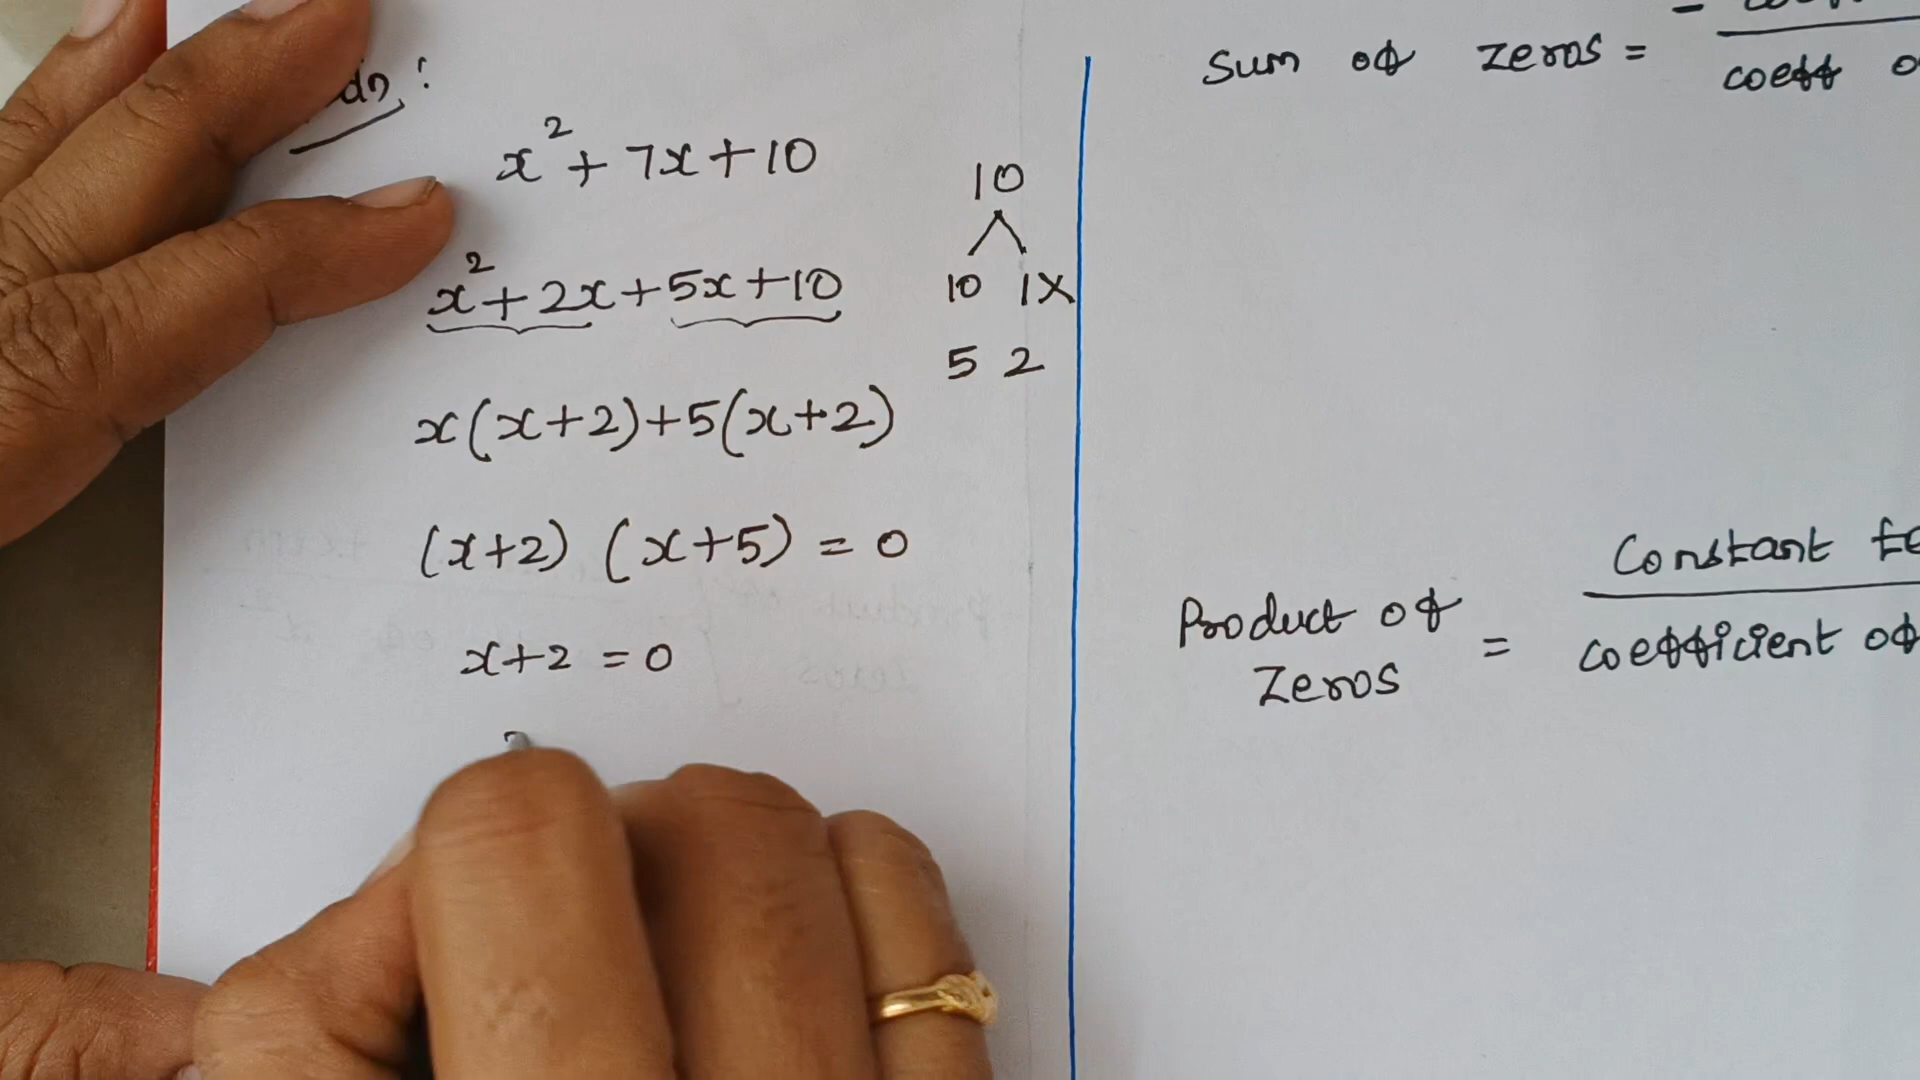 x² + 7x + 10
10
x² + 2x + 5x + 10
10 1 X
5 2
x(x+2)+5(x+2)
(x+2) (x+5) = 0
x+2 = 0
Sum of zeros = -
coeff
Constant
Product of zeros =
coefficient of